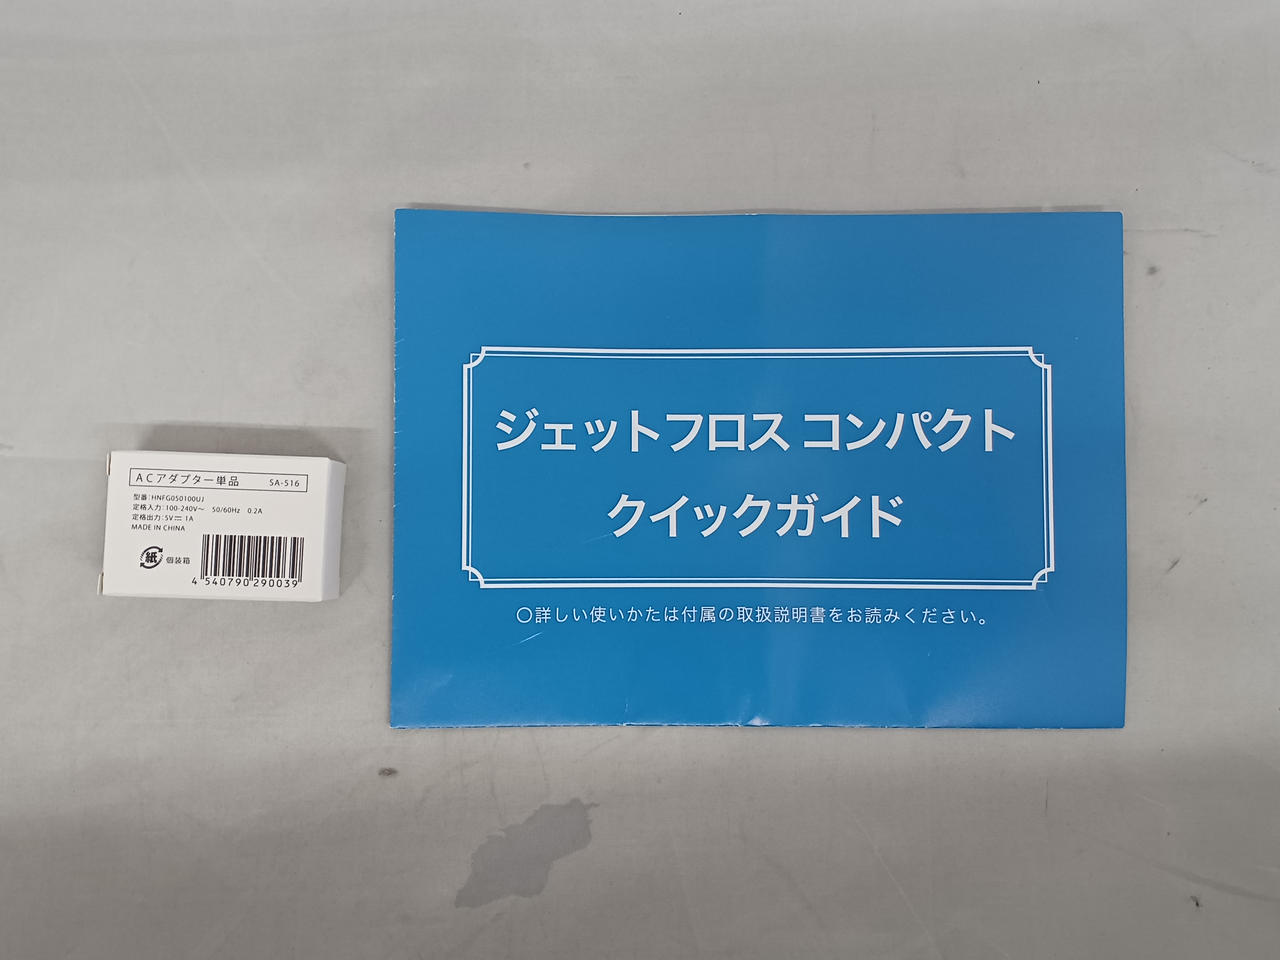 ACアダプター単品 SA-516
型番：HNFG050100UJ
定格入力：100-240V～ 50/60Hz 0.2A
定格出力：5V⎓1A
MADE IN CHINA
紙 個装箱
4 540790 290039
ジェットフロス コンパクト
クイックガイド
○詳しい使いかたは付属の取扱説明書をお読みください。